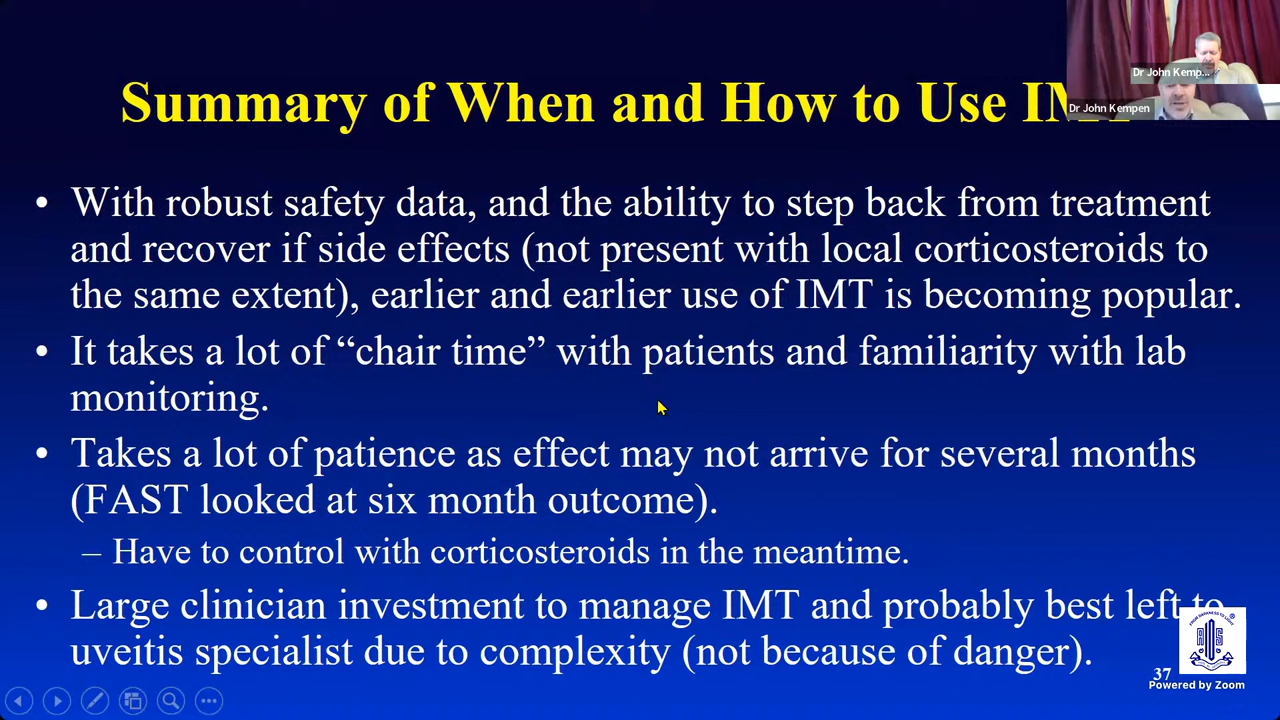 Summary of When and How to Use IMT
Dr John Kemp...
Dr John Kempen
• With robust safety data, and the ability to step back from treatment
and recover if side effects (not present with local corticosteroids to
the same extent), earlier and earlier use of IMT is becoming popular.
• It takes a lot of “chair time” with patients and familiarity with lab
monitoring.
• Takes a lot of patience as effect may not arrive for several months
(FAST looked at six month outcome).
– Have to control with corticosteroids in the meantime.
• Large clinician investment to manage IMT and probably best left to
uveitis specialist due to complexity (not because of danger).
37
Powered by Zoom